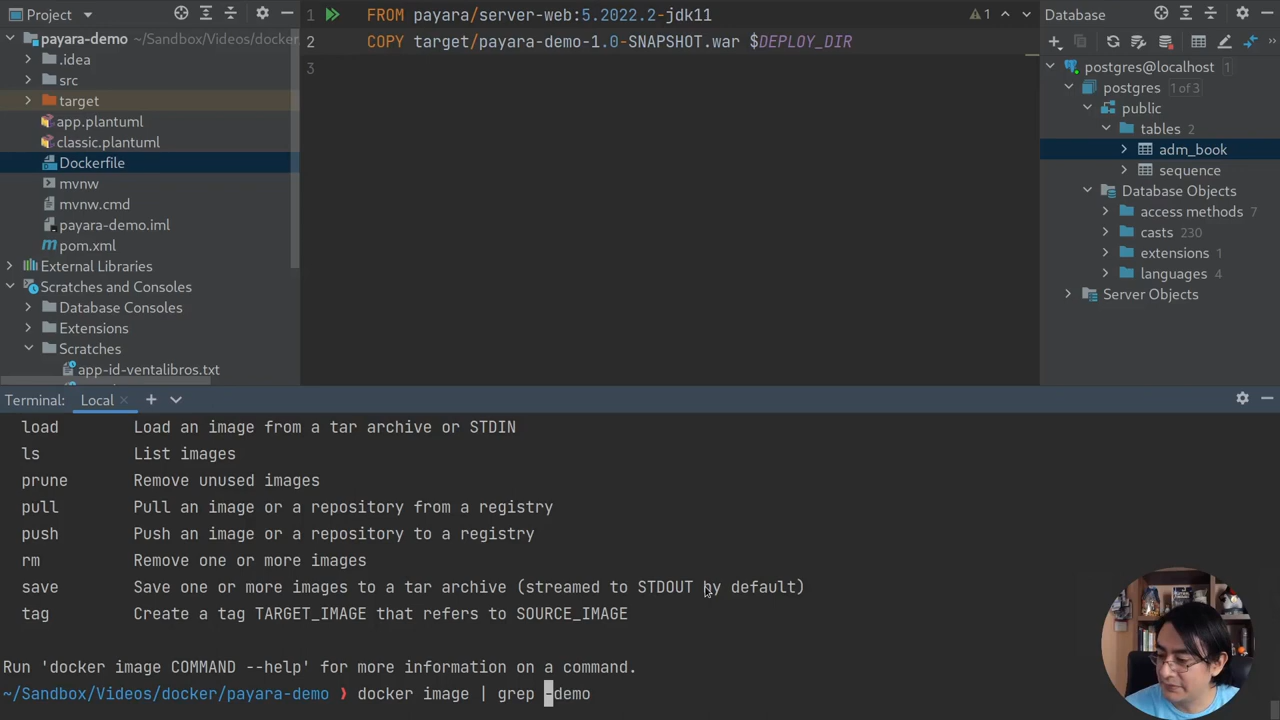 Project
payara-demo ~/Sandbox/Videos/docker
.idea
src
target
app.plantuml
classic.plantuml
Dockerfile
mvnw
mvnw.cmd
payara-demo.iml
pom.xml
External Libraries
Scratches and Consoles
Database Consoles
Extensions
Scratches
app-id-ventalibros.txt
1 FROM payara/server-web:5.2022.2-jdk11
2 COPY target/payara-demo-1.0-SNAPSHOT.war $DEPLOY_DIR
3
1
Database
postgres@localhost 1
postgres 1 of 3
public
tables 2
adm_book
sequence
Database Objects
access methods 7
casts 230
extensions 1
languages 4
Server Objects
Terminal: Local
load Load an image from a tar archive or STDIN
ls List images
prune Remove unused images
pull Pull an image or a repository from a registry
push Push an image or a repository to a registry
rm Remove one or more images
save Save one or more images to a tar archive (streamed to STDOUT by default)
tag Create a tag TARGET_IMAGE that refers to SOURCE_IMAGE
Run 'docker image COMMAND --help' for more information on a command.
~/Sandbox/Videos/docker/payara-demo ❯ docker image | grep -demo